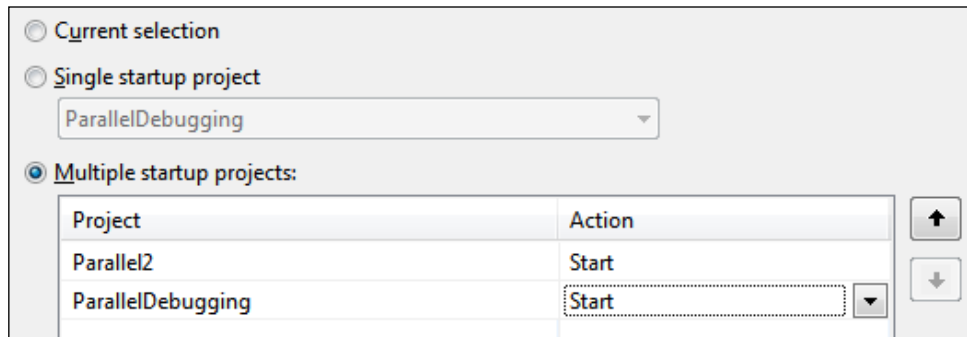 Current selection
Single startup project
ParallelDebugging
Multiple startup projects:
Project Action
Parallel2 Start
ParallelDebugging Start